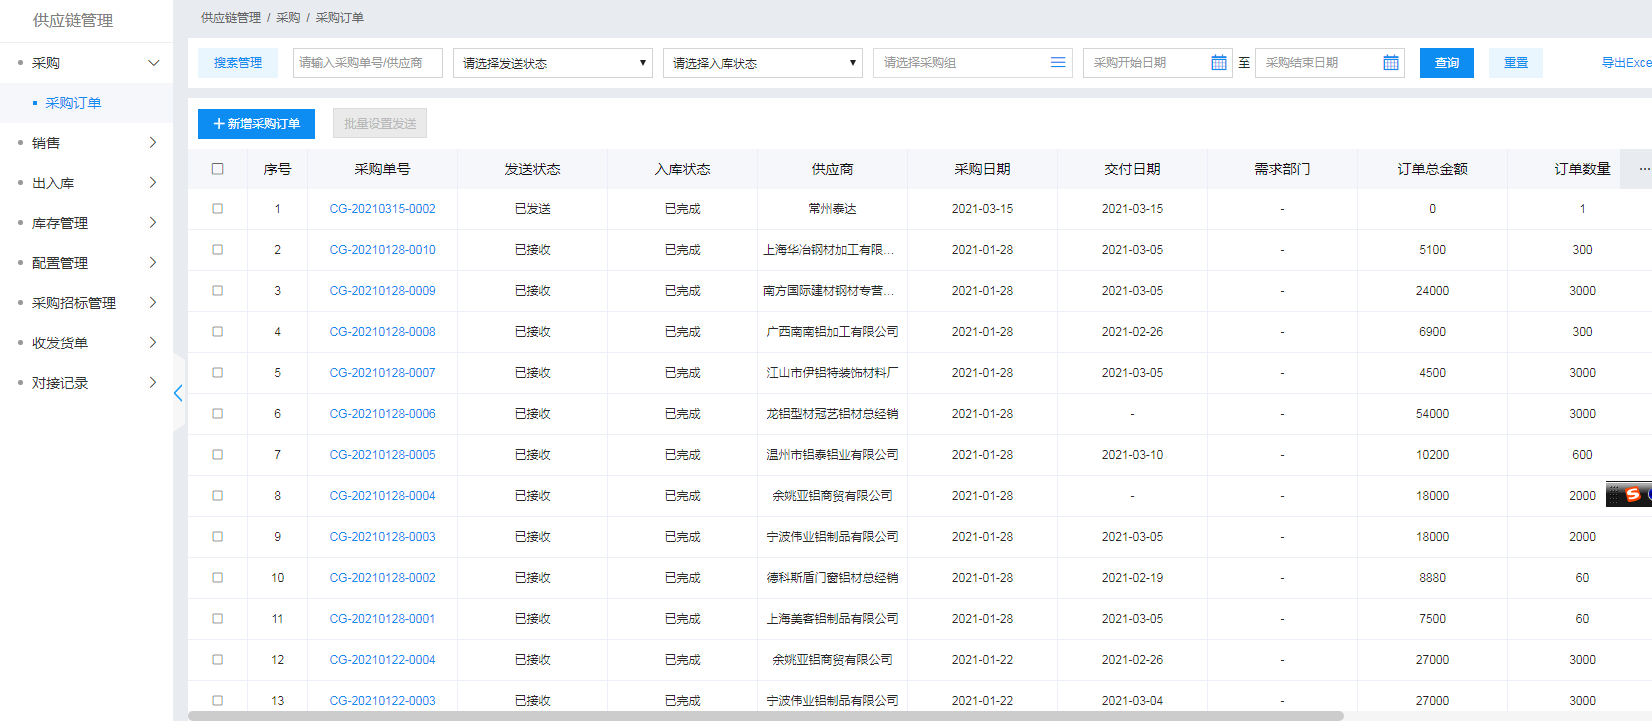 供应链管理
采购
采购订单
销售
出入库
库存管理
配置管理
采购招标管理
收发货单
对接记录
供应链管理 / 采购 / 采购订单
搜索管理 请输入采购单号/供应商 请选择发送状态 请选择入库状态 请选择采购组 采购开始日期 至 采购结束日期 查询 重置 导出Exce
+新增采购订单 批量设置发送
序号 采购单号 发送状态 入库状态 供应商 采购日期 交付日期 需求部门 订单总金额 订单数量 ...
1 CG-20210315-0002 已发送 已完成 常州泰达 2021-03-15 2021-03-15 - 0 1
2 CG-20210128-0010 已接收 已完成 上海华冶钢材加工有限... 2021-01-28 2021-03-05 - 5100 300
3 CG-20210128-0009 已接收 已完成 南方国际建材钢材专营... 2021-01-28 2021-03-05 - 24000 3000
4 CG-20210128-0008 已接收 已完成 广西南南铝加工有限公司 2021-01-28 2021-02-26 - 6900 300
5 CG-20210128-0007 已接收 已完成 江山市伊铝特装饰材料厂 2021-01-28 2021-03-05 - 4500 3000
6 CG-20210128-0006 已接收 已完成 龙铝型材冠艺铝材总经销 2021-01-28 - - 54000 3000
7 CG-20210128-0005 已接收 已完成 温州市铝泰铝业有限公司 2021-01-28 2021-03-10 - 10200 600
8 CG-20210128-0004 已接收 已完成 余姚亚铝商贸有限公司 2021-01-28 - - 18000 2000
9 CG-20210128-0003 已接收 已完成 宁波伟业铝制品有限公司 2021-01-28 2021-03-05 - 18000 2000
10 CG-20210128-0002 已接收 已完成 德科斯盾门窗铝材总经销 2021-01-28 2021-02-19 - 8880 60
11 CG-20210128-0001 已接收 已完成 上海美客铝制品有限公司 2021-01-28 2021-03-05 - 7500 60
12 CG-20210122-0004 已接收 已完成 余姚亚铝商贸有限公司 2021-01-22 2021-02-26 - 27000 3000
13 CG-20210122-0003 已接收 已完成 宁波伟业铝制品有限公司 2021-01-22 2021-03-04 - 27000 3000